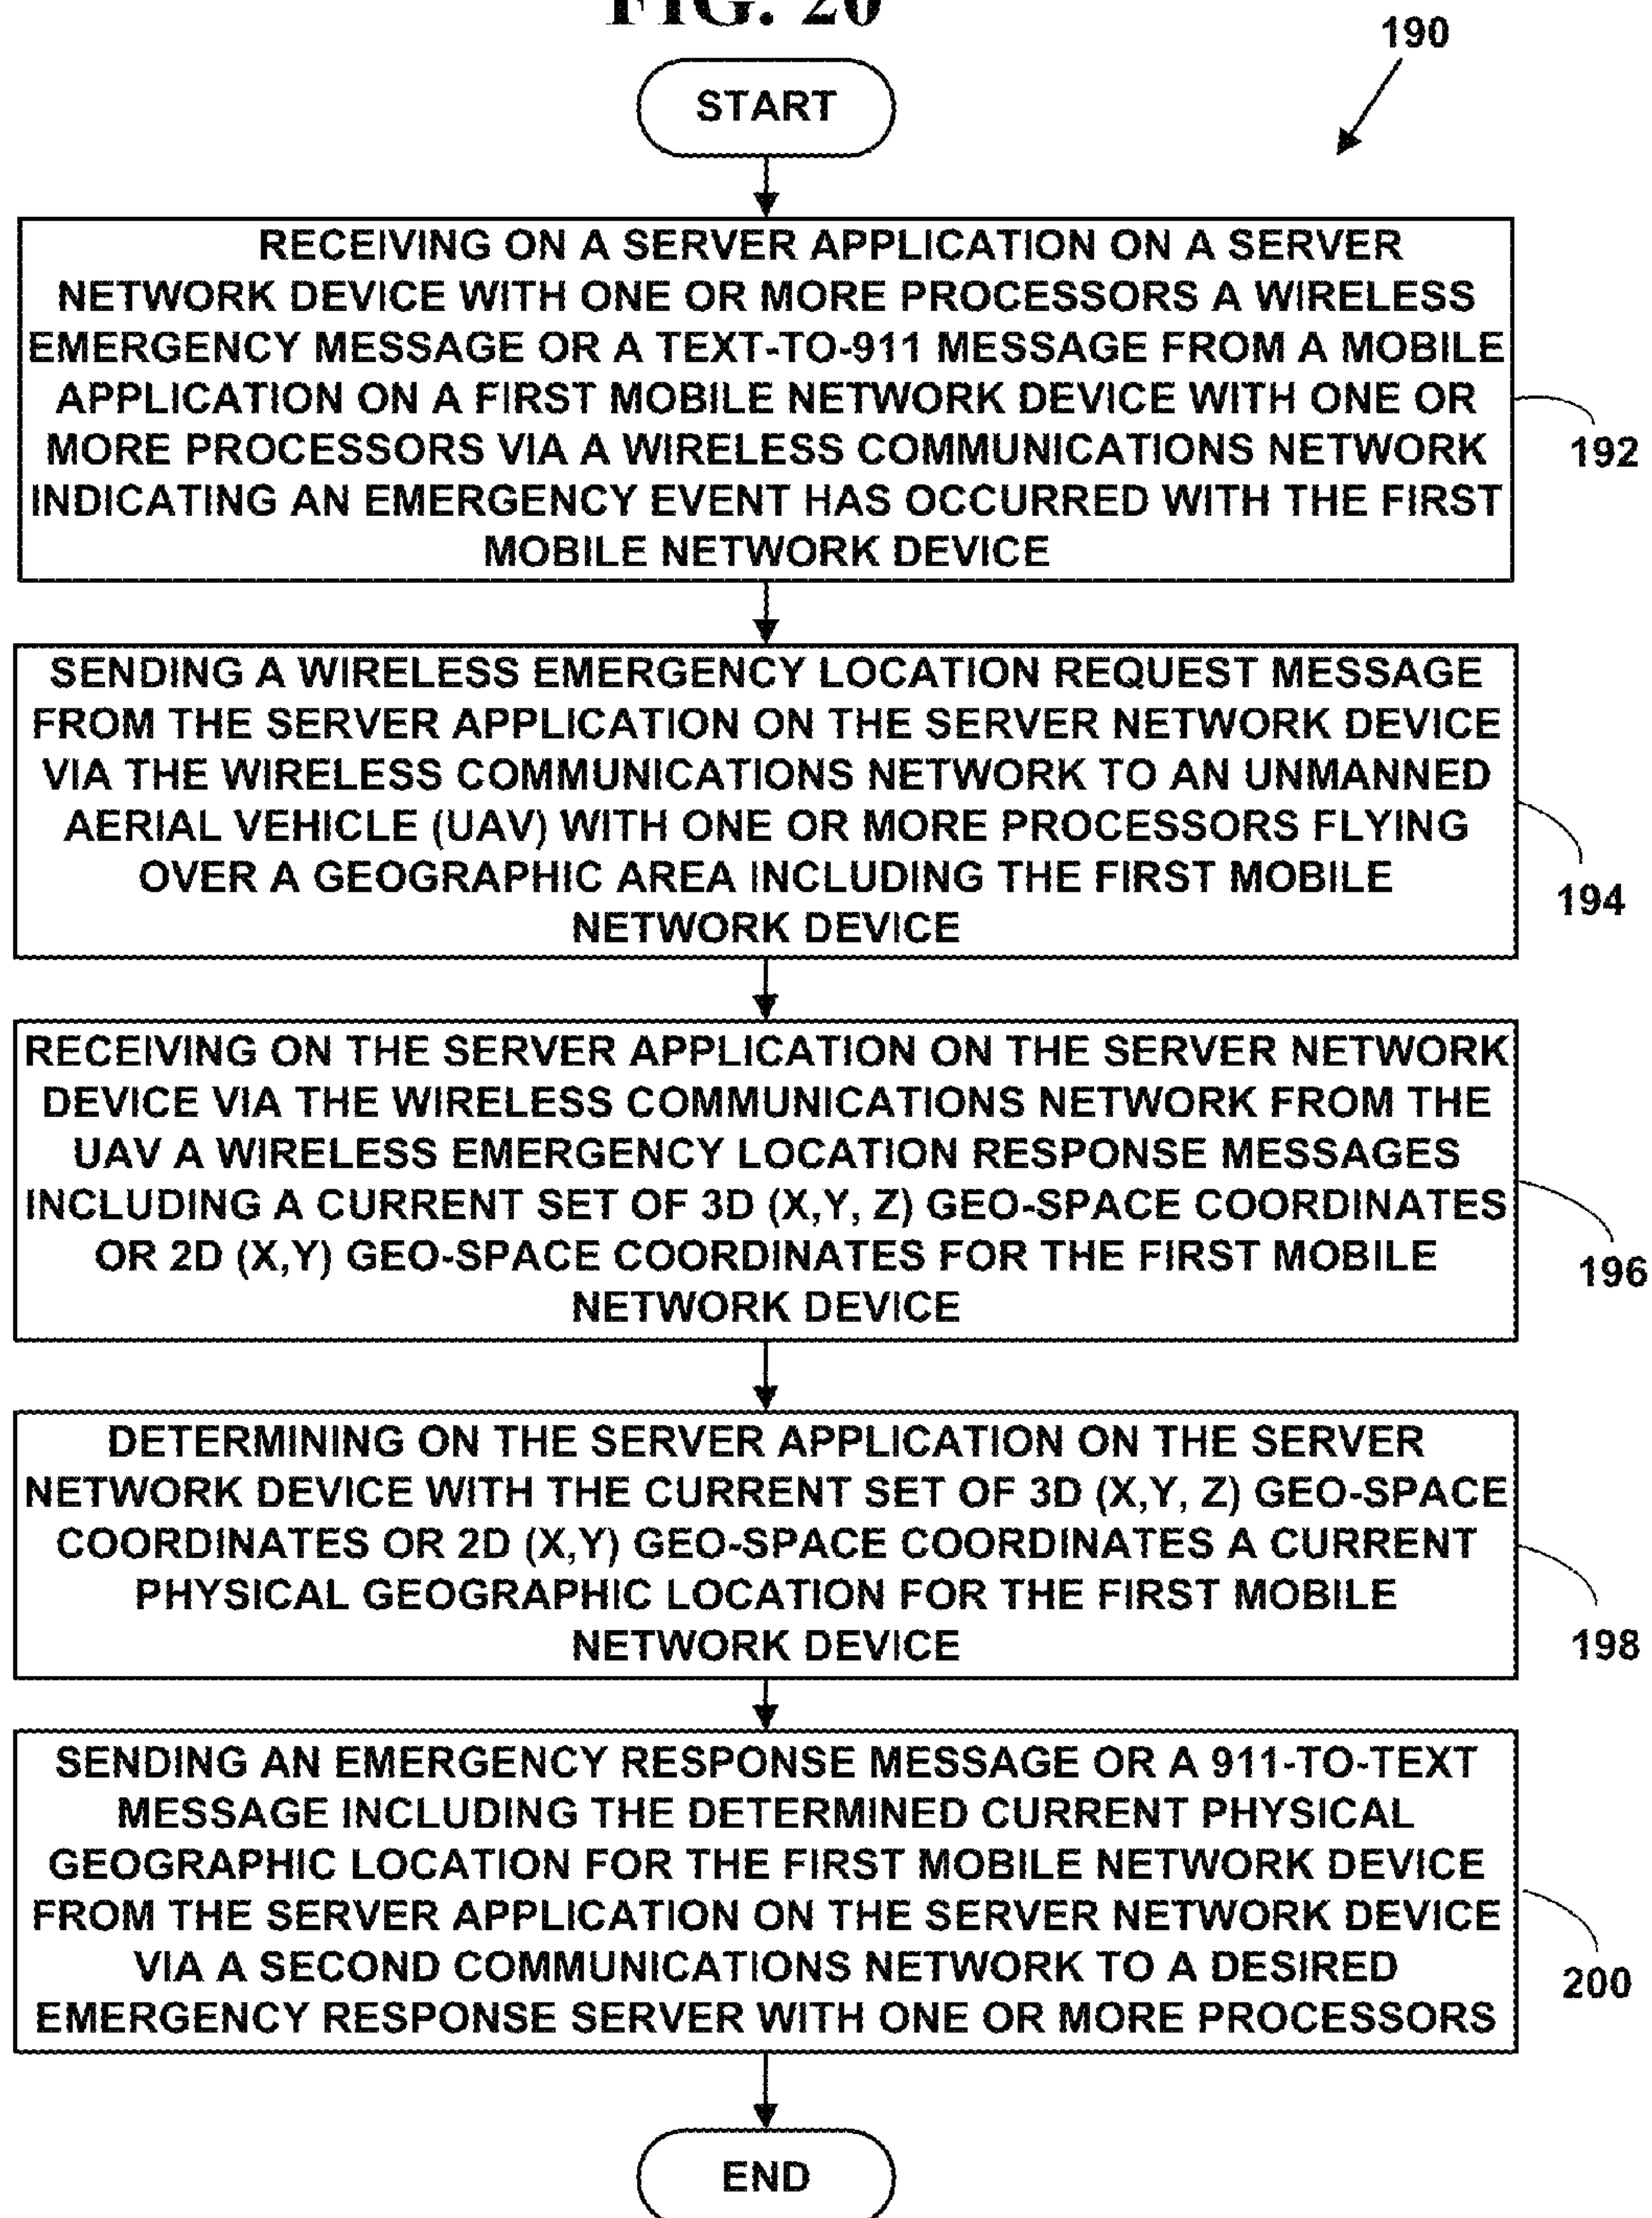 FIG. 20
190
START
RECEIVING ON A SERVER APPLICATION ON A SERVER
NETWORK DEVICE WITH ONE OR MORE PROCESSORS A WIRELESS
EMERGENCY MESSAGE OR A TEXT-TO-911 MESSAGE FROM A MOBILE
APPLICATION ON A FIRST MOBILE NETWORK DEVICE WITH ONE OR
MORE PROCESSORS VIA A WIRELESS COMMUNICATIONS NETWORK
INDICATING AN EMERGENCY EVENT HAS OCCURRED WITH THE FIRST
MOBILE NETWORK DEVICE
192
SENDING A WIRELESS EMERGENCY LOCATION REQUEST MESSAGE
FROM THE SERVER APPLICATION ON THE SERVER NETWORK DEVICE
VIA THE WIRELESS COMMUNICATIONS NETWORK TO AN UNMANNED
AERIAL VEHICLE (UAV) WITH ONE OR MORE PROCESSORS FLYING
OVER A GEOGRAPHIC AREA INCLUDING THE FIRST MOBILE
NETWORK DEVICE
194
RECEIVING ON THE SERVER APPLICATION ON THE SERVER NETWORK
DEVICE VIA THE WIRELESS COMMUNICATIONS NETWORK FROM THE
UAV A WIRELESS EMERGENCY LOCATION RESPONSE MESSAGES
INCLUDING A CURRENT SET OF 3D (X,Y, Z) GEO-SPACE COORDINATES
OR 2D (X,Y) GEO-SPACE COORDINATES FOR THE FIRST MOBILE
NETWORK DEVICE
196
DETERMINING ON THE SERVER APPLICATION ON THE SERVER
NETWORK DEVICE WITH THE CURRENT SET OF 3D (X,Y, Z) GEO-SPACE
COORDINATES OR 2D (X,Y) GEO-SPACE COORDINATES A CURRENT
PHYSICAL GEOGRAPHIC LOCATION FOR THE FIRST MOBILE
NETWORK DEVICE
198
SENDING AN EMERGENCY RESPONSE MESSAGE OR A 911-TO-TEXT
MESSAGE INCLUDING THE DETERMINED CURRENT PHYSICAL
GEOGRAPHIC LOCATION FOR THE FIRST MOBILE NETWORK DEVICE
FROM THE SERVER APPLICATION ON THE SERVER NETWORK DEVICE
VIA A SECOND COMMUNICATIONS NETWORK TO A DESIRED
EMERGENCY RESPONSE SERVER WITH ONE OR MORE PROCESSORS
200
END